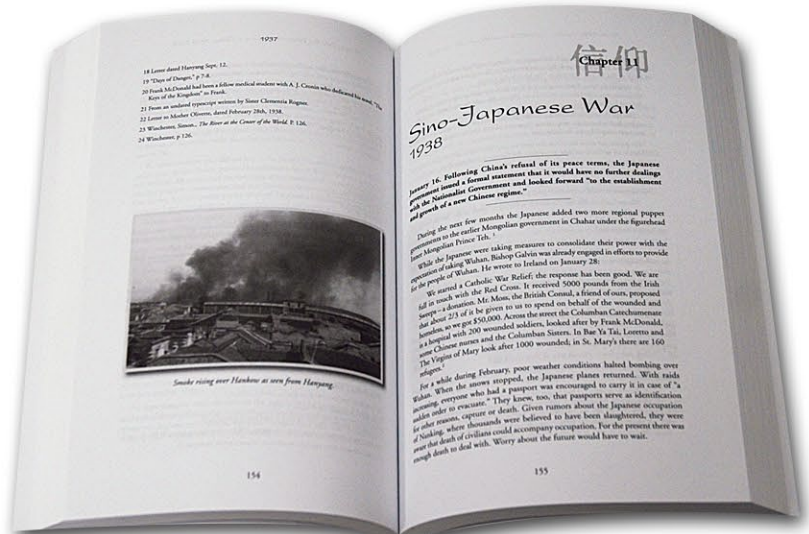 1937
18 Letter dated Hanyang Sept. 12.
19 "Days of Danger," p 7-8.
20 Frank McDonald had been a fellow medical student with A. J. Cronin who dedicated his novel, "The
Keys of the Kingdom" to Frank.
21 From an undated typescript written by Sister Clementia Rogner.
22 Letter to Mother Olivene, dated February 28th, 1938.
23 Winchester, Simon., The River at the Center of the World. P. 126.
24 Winchester, p 126.
Smoke rising over Hankow as seen from Hanyang.
154
信仰
Chapter 11
Sino-Japanese War
1938
January 16. Following China's refusal of its peace terms, the Japanese
government issued a formal statement that it would have no further dealings
with the Nationalist Government and looked forward "to the establishment
and growth of a new Chinese regime."
During the next few months the Japanese added two more regional puppet
governments to the earlier Mongolian government in Chahar under the figurehead
Inner Mongolian Prince Teh. 1
While the Japanese were taking measures to consolidate their power with the
expectation of taking Wuhan, Bishop Galvin was already engaged in efforts to provide
for the people of Wuhan. He wrote to Ireland on January 28:
We started a Catholic War Relief; the response has been good. We are
full in touch with the Red Cross. It received 5000 pounds from the Irish
Sweeps – a donation. Mr. Moss, the British Consul, a friend of ours, proposed
that about 2/3 of it be given to us to spend on behalf of the wounded and
homeless, so we got $50,000. Across the street the Columban Catechumenate
is a hospital with 200 wounded soldiers, looked after by Frank McDonald,
some Chinese nurses and the Columban Sisters. In Bae Ya Tai, Loretto and
The Virgins of Mary look after 1000 wounded; in St. Mary's there are 160
refugees. 2
For a while during February, poor weather conditions halted bombing over
Wuhan. When the snows stopped, the Japanese planes returned. With raids
increasing, everyone who had a passport was encouraged to carry it in case of "a
sudden order to evacuate." They knew, too, that passports serve as identification
for other reasons, capture or death. Given rumors about the Japanese occupation
of Nanking, where thousands were believed to have been slaughtered, they were
aware that death of civilians could accompany occupation. For the present there was
enough death to deal with. Worry about the future would have to wait.
155